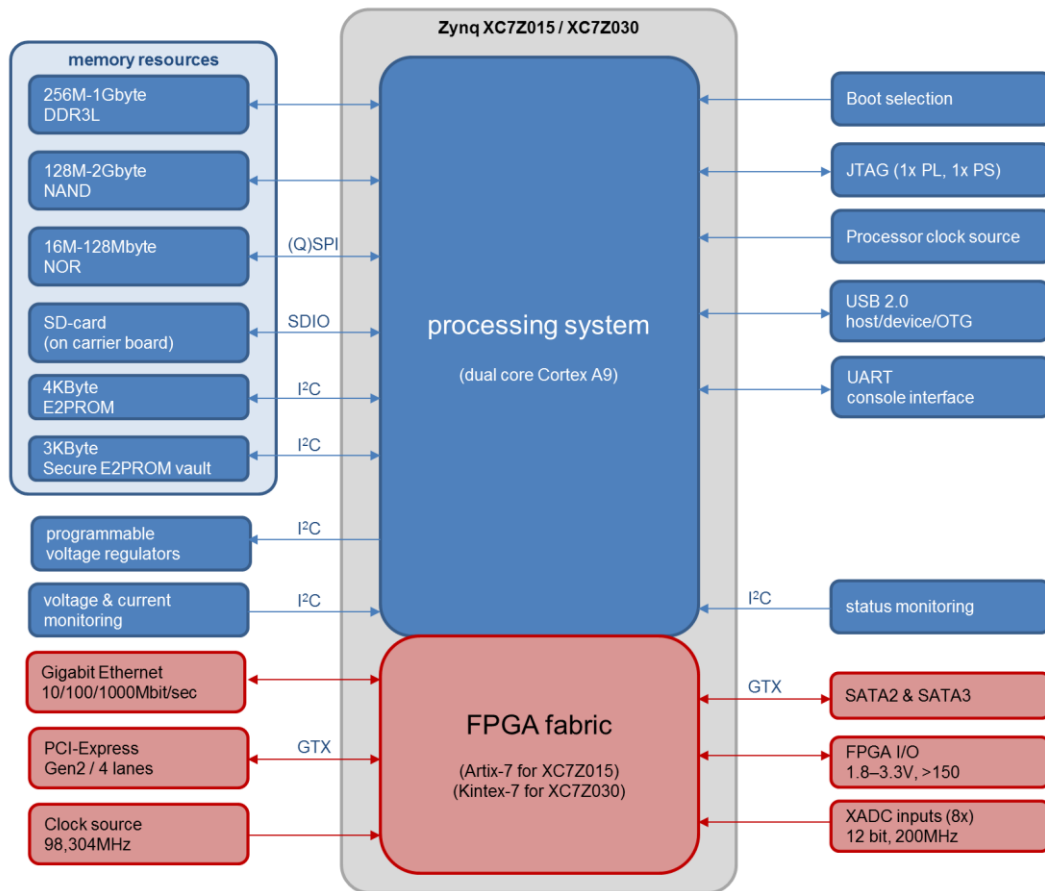 Zynq XC7Z015 / XC7Z030
memory resources
256M-1Gbyte
DDR3L
128M-2Gbyte
NAND
16M-128Mbyte
NOR
(Q)SPI
SD-card
(on carrier board)
SDIO
4KByte
E2PROM
I²C
3KByte
Secure E2PROM vault
I²C
programmable
voltage regulators
I²C
voltage & current
monitoring
I²C
processing system
(dual core Cortex A9)
Boot selection
JTAG (1x PL, 1x PS)
Processor clock source
USB 2.0
host/device/OTG
UART
console interface
I²C
status monitoring
Gigabit Ethernet
10/100/1000Mbit/sec
PCI-Express
Gen2 / 4 lanes
GTX
Clock source
98,304MHz
FPGA fabric
(Artix-7 for XC7Z015)
(Kintex-7 for XC7Z030)
GTX
SATA2 & SATA3
FPGA I/O
1.8–3.3V, >150
XADC inputs (8x)
12 bit, 200MHz